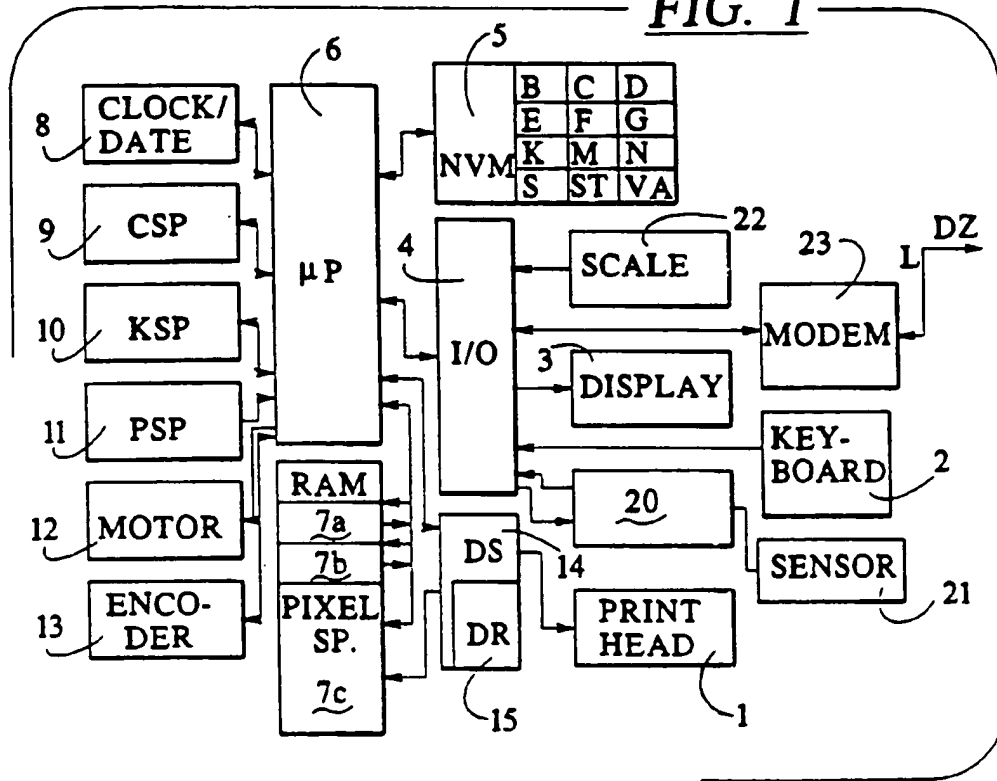 FIG. 1
6
5
8
CLOCK/
DATE
B C D
E F G
NVM
K M N
S ST VA
9
CSP
μP
4
22
SCALE
23
DZ
L
10
KSP
I/O
3
DISPLAY
MODEM
11
PSP
KEY-
BOARD
2
RAM
7a
7b
20
12
MOTOR
DS
14
SENSOR
21
13
ENCO-
DER
PIXEL
SP.
7c
DR
15
PRINT
HEAD
1